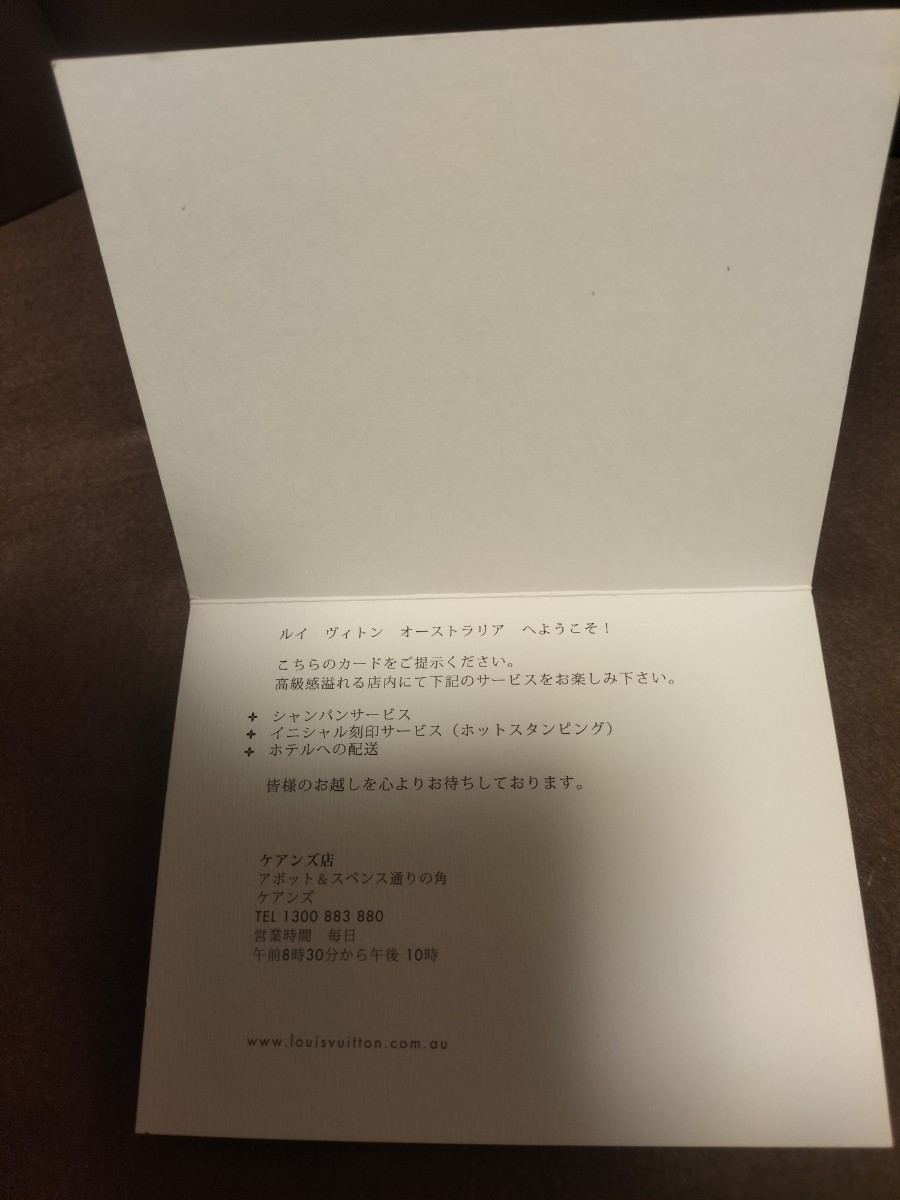 ルイ　ヴィトン　オーストラリア　へようこそ！
こちらのカードをご提示ください。
高級感溢れる店内にて下記のサービスをお楽しみ下さい。
シャンパンサービス
イニシャル刻印サービス（ホットスタンピング）
ホテルへの配送
皆様のお越しを心よりお待ちしております。
ケアンズ店
アボット＆スペンス通りの角
ケアンズ
TEL 1300 883 880
営業時間　毎日
午前8時30分から午後 10時
www.louisvuitton.com.au